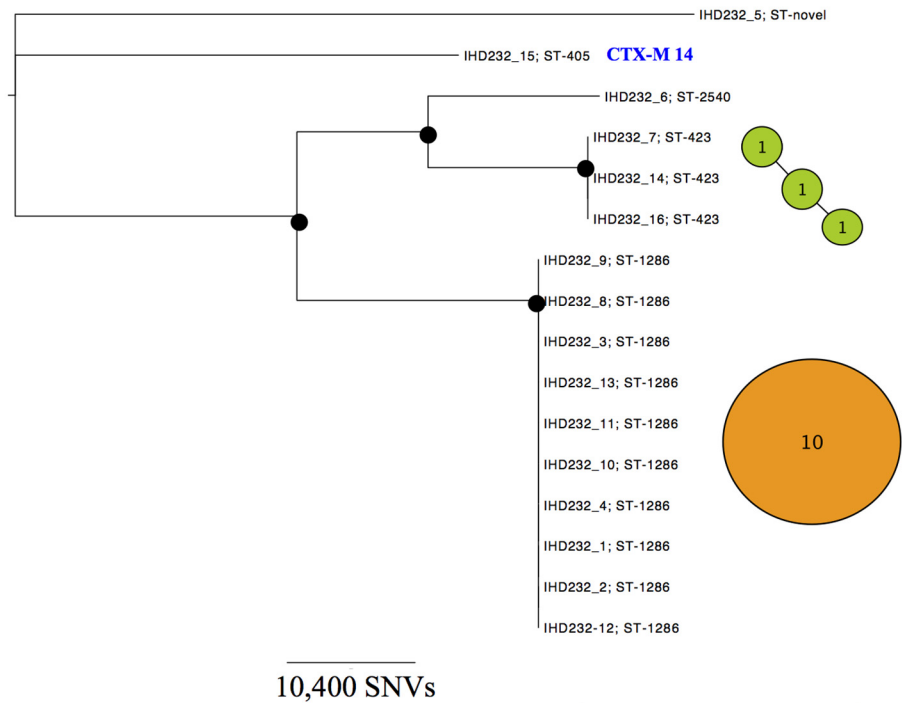 IHD232_5; ST-novel
IHD232_15; ST-405 CTX-M 14
IHD232_6; ST-2540
IHD232_7; ST-423
1
IHD232_14; ST-423
1
IHD232_16; ST-423
1
IHD232_9; ST-1286
IHD232_8; ST-1286
IHD232_3; ST-1286
IHD232_13; ST-1286
IHD232_11; ST-1286
10
IHD232_10; ST-1286
IHD232_4; ST-1286
IHD232_1; ST-1286
IHD232_2; ST-1286
IHD232-12; ST-1286
10,400 SNVs